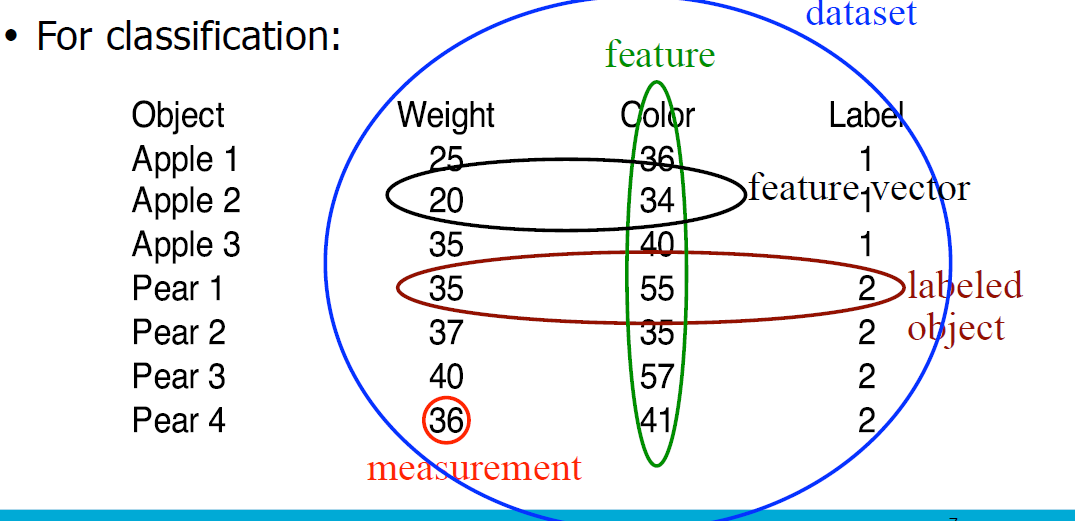 dataset
• For classification:
feature
Object Weight Color Label
Apple 1 25 36 1
Apple 2 20 34 1 feature vector
Apple 3 35 40 1
Pear 1 35 55 2 labeled
object
Pear 2 37 35 2
Pear 3 40 57 2
Pear 4 36 41 2
measurement